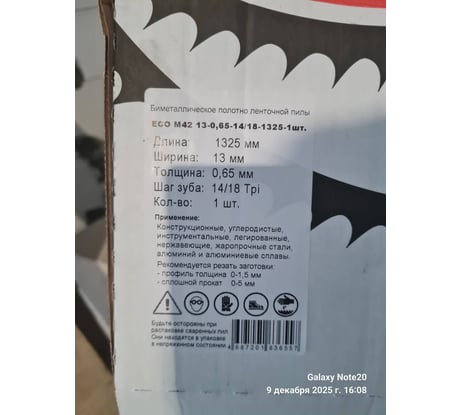 Биметаллическое полотно ленточной пилы
ECO M42 13-0,65-14/18-1325-1шт.
Длина: 1325 мм
Ширина: 13 мм
Толщина: 0,65 мм
Шаг зуба: 14/18 Tpi
Кол-во: 1 шт.
Применение:
Конструкционные, углеродистые,
инструментальные, легированные,
нержавеющие, жаропрочные стали,
алюминий и алюминиевые сплавы.
Рекомендуется резать заготовки:
- профиль толщина 0-1,5 мм
- сплошной прокат 0-5 мм
Будьте осторожны при
распаковке сваренных пил.
Они находятся в упаковке
в напряженном состоянии
4687201636557
Galaxy Note20
9 декабря 2025 г. 16:08